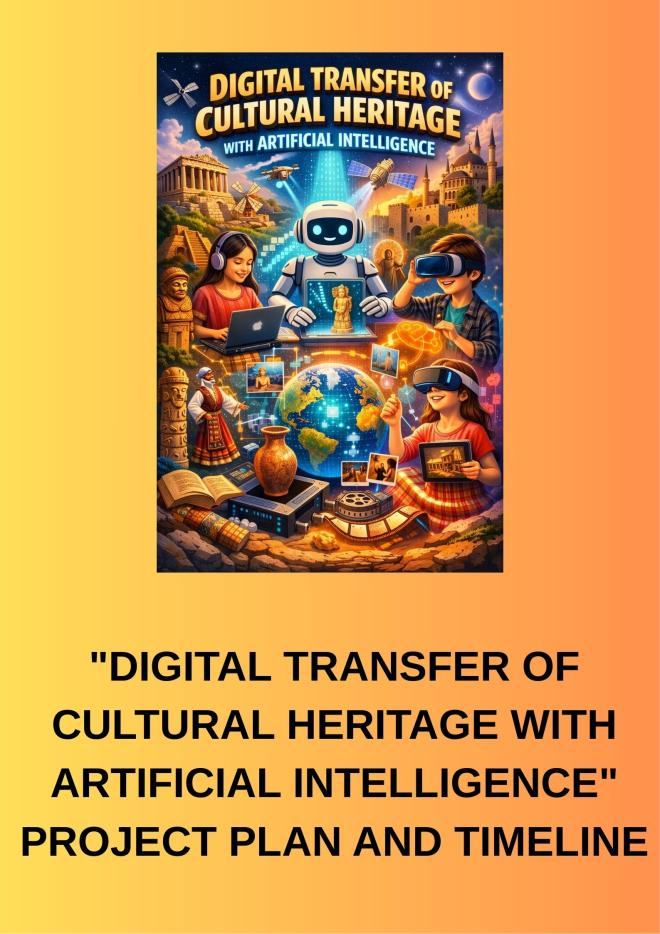 DIGITAL TRANSFER OF
CULTURAL HERITAGE
WITH ARTIFICIAL INTELLIGENCE
"DIGITAL TRANSFER OF
CULTURAL HERITAGE WITH
ARTIFICIAL INTELLIGENCE"
PROJECT PLAN AND TIMELINE